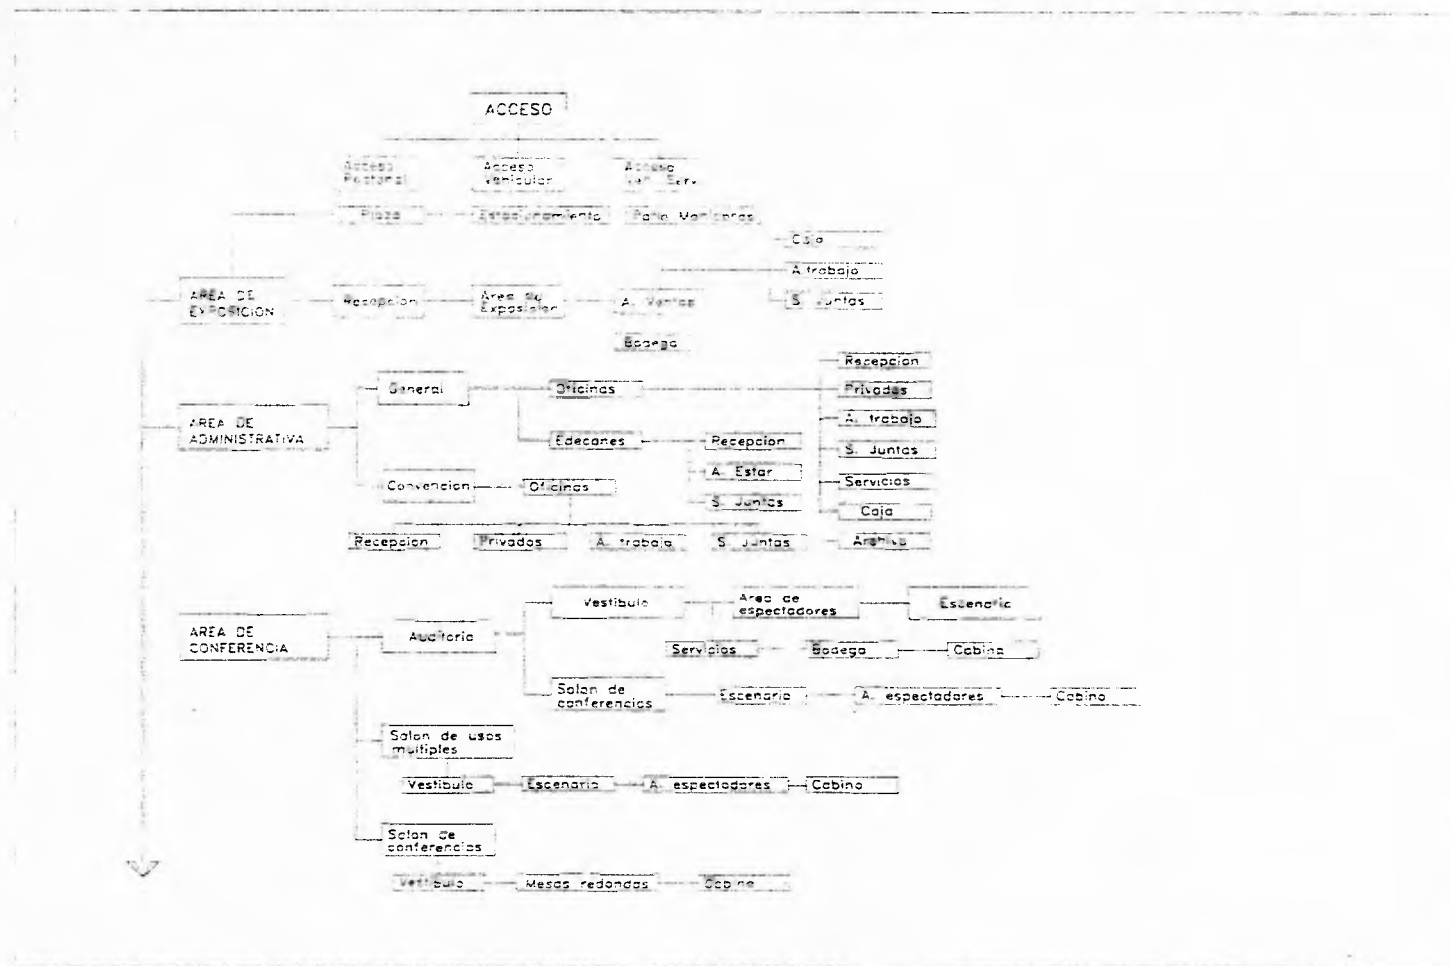 ACCESO
Acceso
Peatonal
Acceso
Vehicular
Acceso
Veh. Serv.
Plaza
Estacionamiento
Patio Maniobras
Caja
A trabajo
S. Juntas
AREA DE
EXPOSICION
Recepcion
Area de
Exposicion
A. Ventas
Bodega
Recepcion
Privados
A. trabajo
S. Juntas
Servicios
Caja
Archivo
AREA DE
ADMINISTRATIVA
General
Oficinas
Edecanes
Recepcion
A. Estar
S. Juntas
Convencion
Oficinas
Recepcion
Privados
A. trabajo
S. Juntas
AREA DE
CONFERENCIA
Auditorio
Vestibulo
Area de
espectadores
Escenario
Servicios
Bodega
Cabina
Salon de
conferencias
Escenario
A. espectadores
Cabina
Salon de usos
multiples
Vestibulo
Escenario
A. espectadores
Cabina
Salon de
conferencias
Vestibulo
Mesas redondas
Cabina